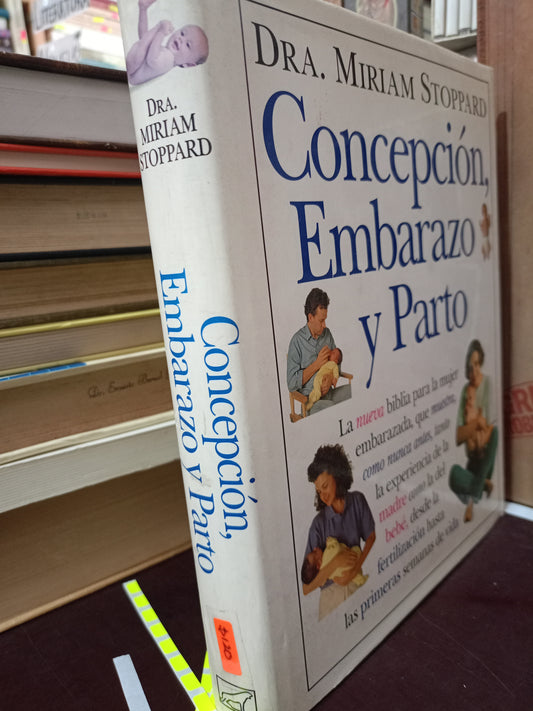 LITERATURA
DRA.
MIRIAM
STOPPARD
Concepción,
Embarazo y Parto
DRA. MIRIAM STOPPARD
Concepción,
Embarazo
y Parto
La nueva biblia para la mujer
embarazada, que muestra,
como nunca antes, tanto
la experiencia de la
madre como la del
bebé, desde la
fertilización hasta
las primeras semanas de vida